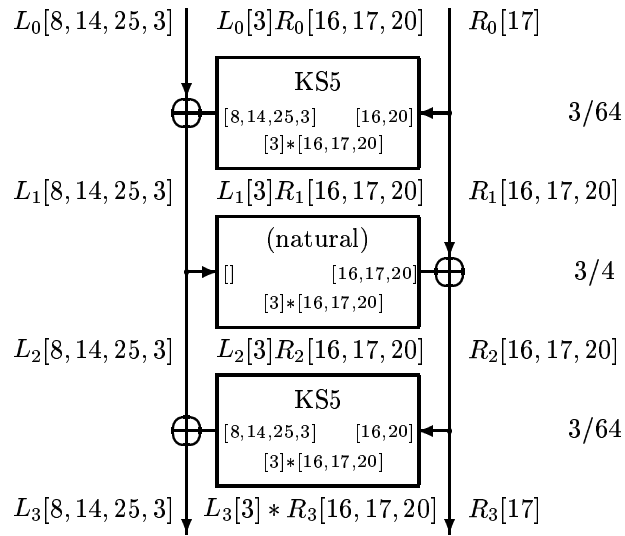 L₀[8, 14, 25, 3] L₀[3]R₀[16, 17, 20] R₀[17]
KS5
[8,14,25,3] [16,20] 3/64
[3]*[16,17,20]
L₁[8, 14, 25, 3] L₁[3]R₁[16, 17, 20] R₁[16, 17, 20]
(natural)
[] [16,17,20] 3/4
[3]*[16,17,20]
L₂[8, 14, 25, 3] L₂[3]R₂[16, 17, 20] R₂[16, 17, 20]
KS5
[8,14,25,3] [16,20] 3/64
[3]*[16,17,20]
L₃[8, 14, 25, 3] L₃[3] * R₃[16, 17, 20] R₃[17]